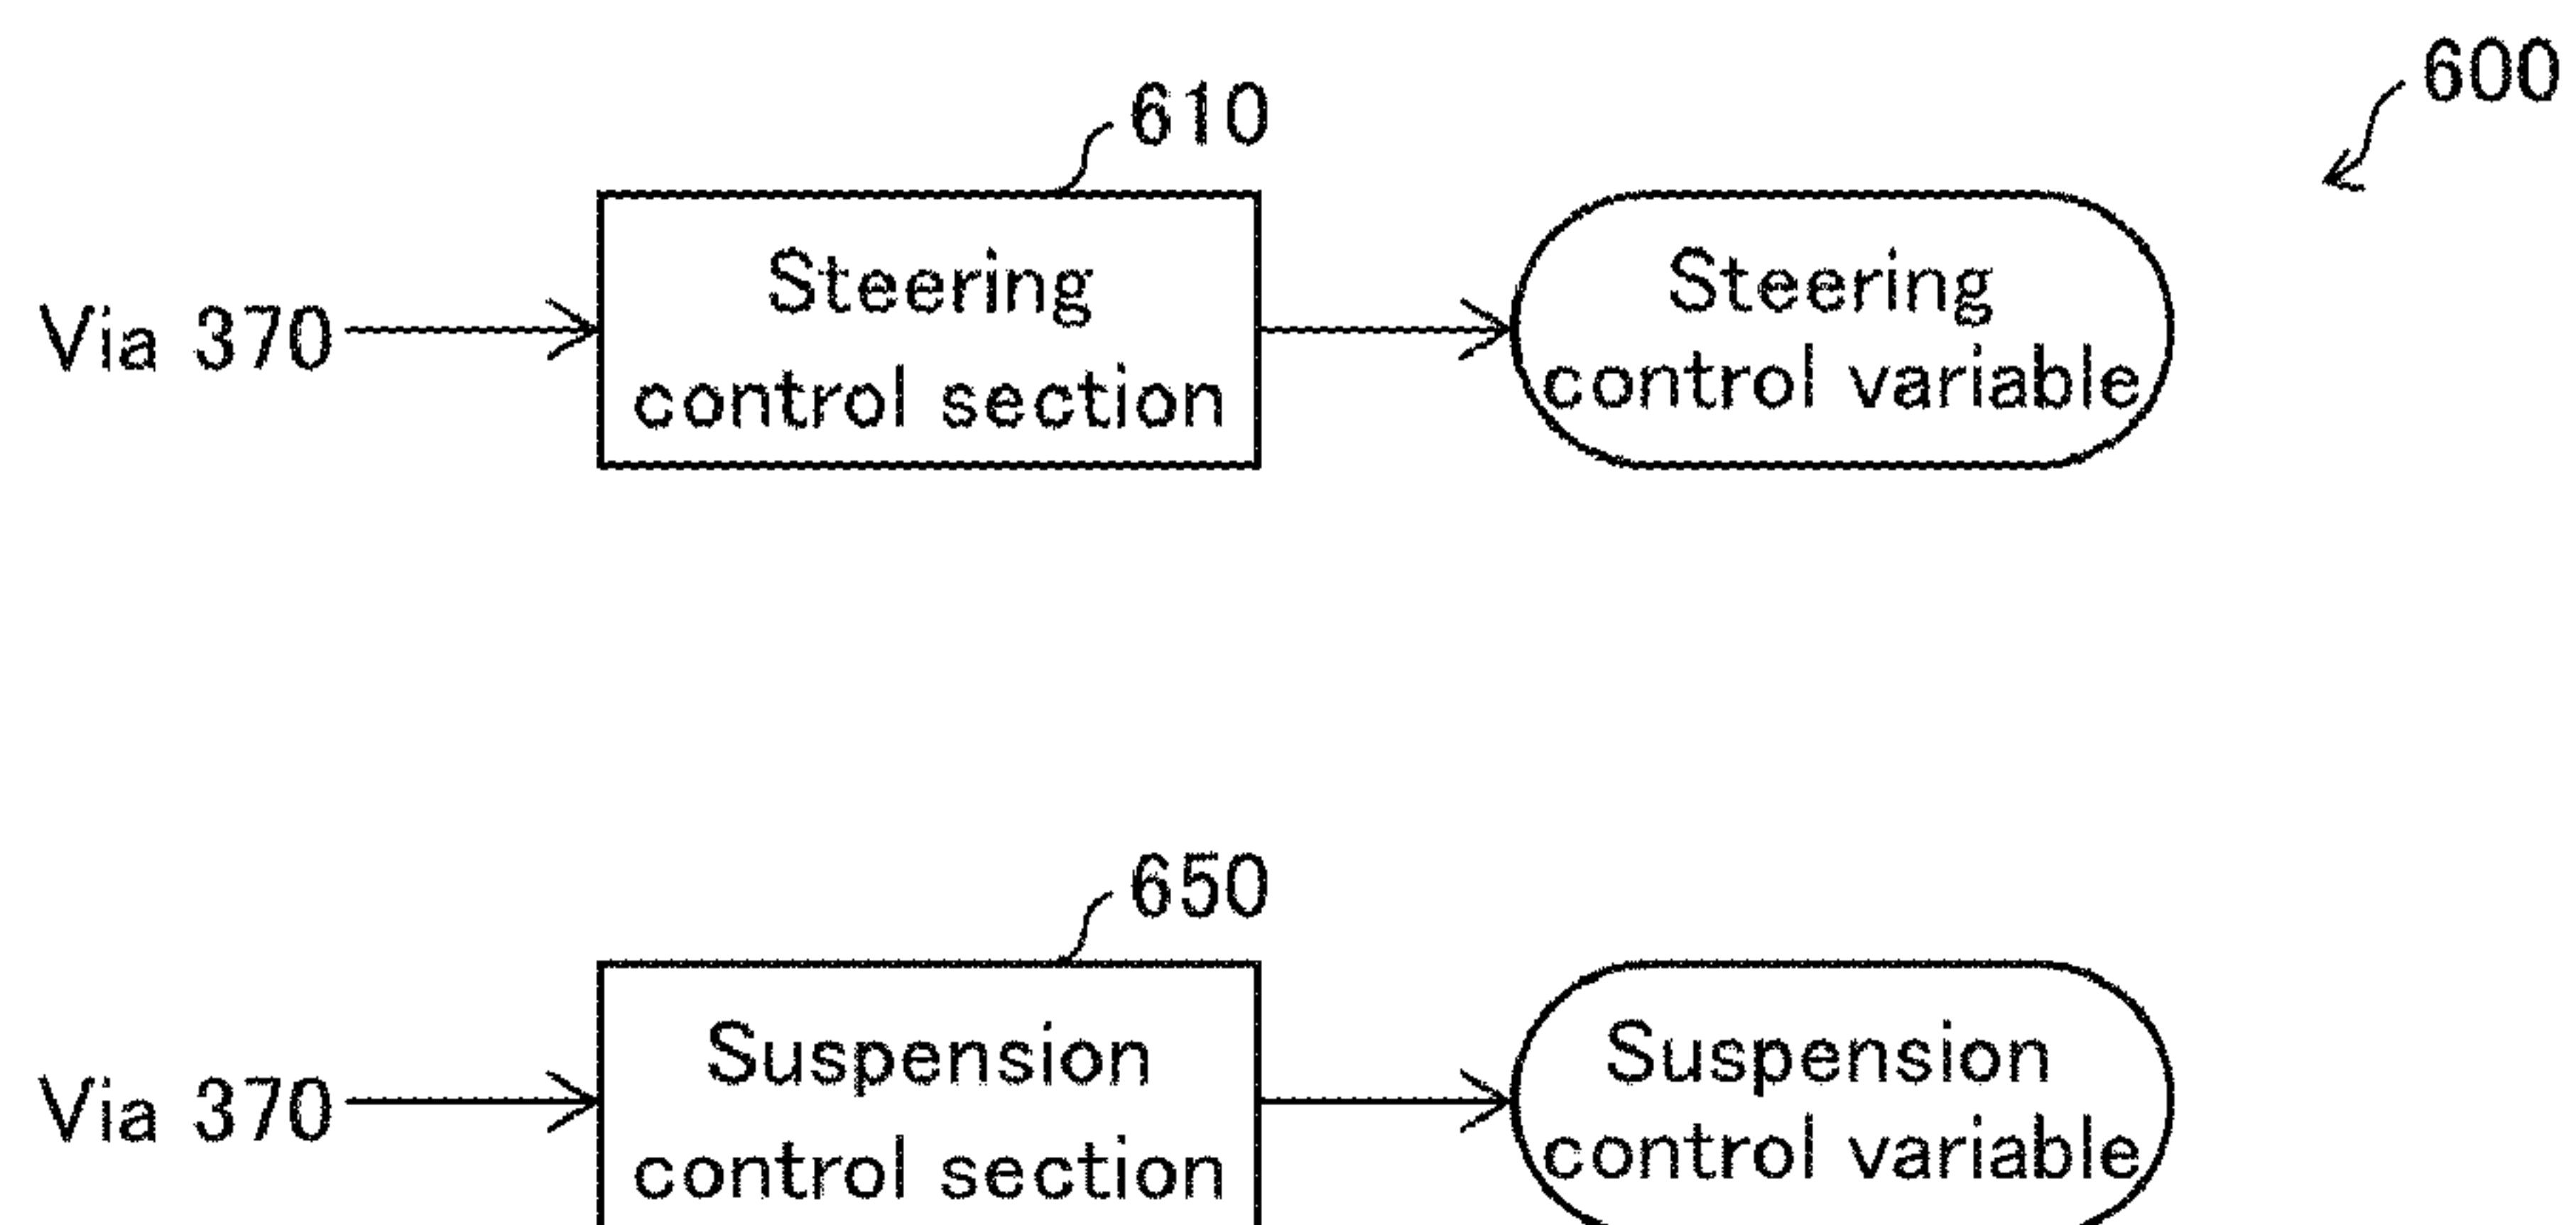 600
610
Steering
control section
Via 370
Steering
control variable
650
Suspension
control section
Via 370
Suspension
control variable